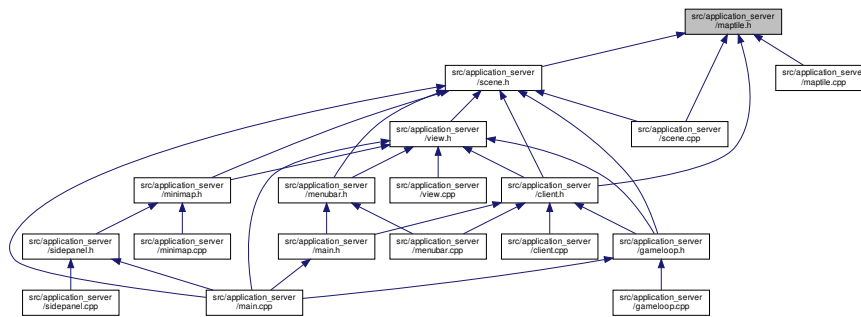 src/application_server
/maptile.h
src/application_server
/scene.h
src/application_server
/maptile.cpp
src/application_server
/view.h
src/application_server
/scene.cpp
src/application_server
/minimap.h
src/application_server
/menubar.h
src/application_server
/view.cpp
src/application_server
/client.h
src/application_server
/sidepanel.h
src/application_server
/minimap.cpp
src/application_server
/main.h
src/application_server
/menubar.cpp
src/application_server
/client.cpp
src/application_server
/gameloop.h
src/application_server
/sidepanel.cpp
src/application_server
/main.cpp
src/application_server
/gameloop.cpp